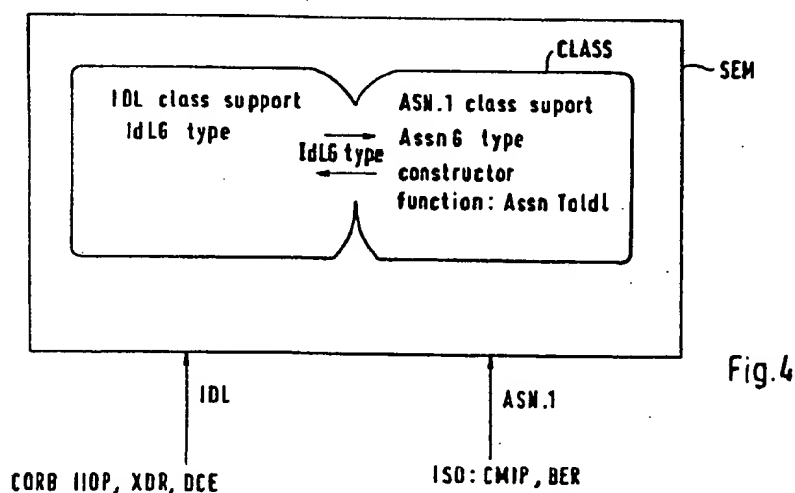 CLASS
SEM
IDL class support
IdLG type
IdLG type
ASN.1 class suport
AssnG type
constructor
function: Assn ToIdl
Fig.4
IDL
ASN.1
CORB IIOP, XDR, DCE
ISO: CMIP, BER